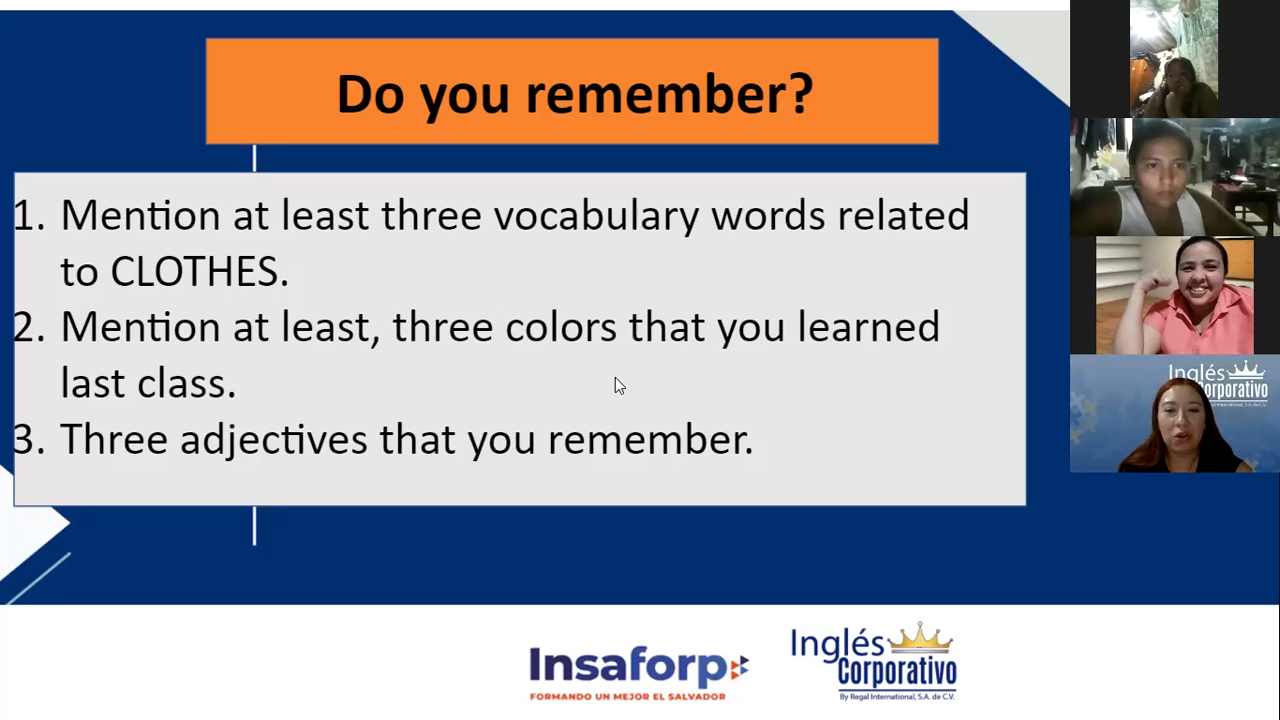 Do you remember?
1. Mention at least three vocabulary words related
to CLOTHES.
2. Mention at least, three colors that you learned
last class.
3. Three adjectives that you remember.
Inglés
Corporativo
Insaforp
FORMANDO UN MEJOR EL SALVADOR
Inglés
Corporativo
By Regal International, S.A. de C.V.